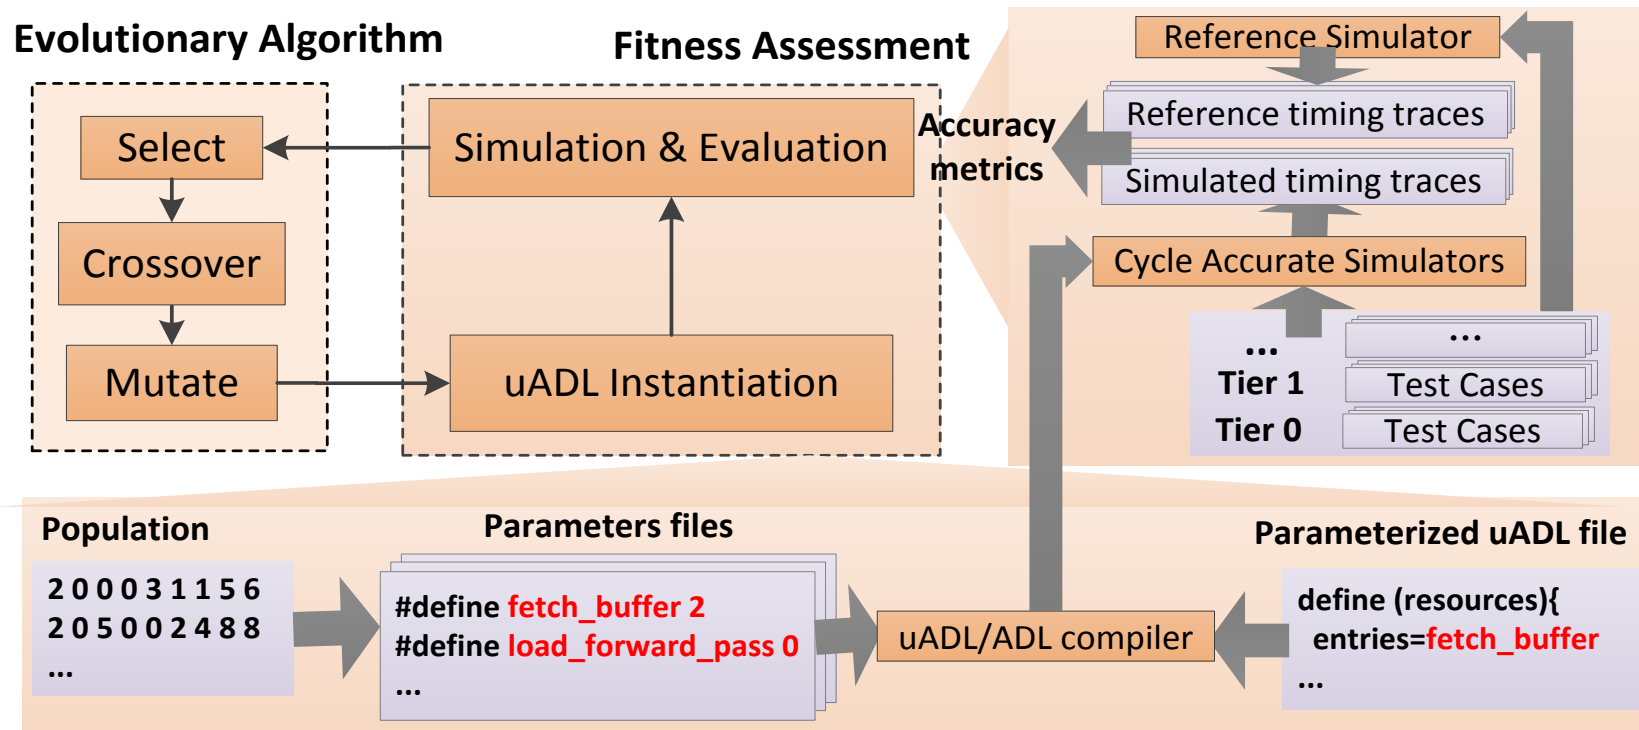 Evolutionary Algorithm
Select
Crossover
Mutate
Fitness Assessment
Simulation & Evaluation
uADL Instantiation
Accuracy
metrics
Reference Simulator
Reference timing traces
Simulated timing traces
Cycle Accurate Simulators
... ...
Tier 1 Test Cases
Tier 0 Test Cases
Population
2 0 0 0 3 1 1 5 6
2 0 5 0 0 2 4 8 8
...
Parameters files
#define fetch_buffer 2
#define load_forward_pass 0
...
uADL/ADL compiler
Parameterized uADL file
define (resources){
entries=fetch_buffer
...